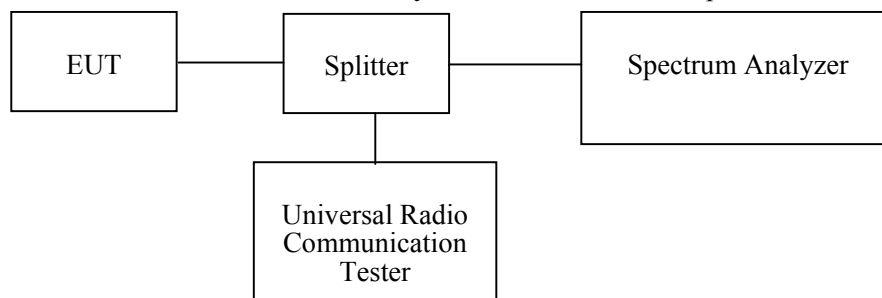 EUT
Splitter
Spectrum Analyzer
Universal Radio
Communication
Tester